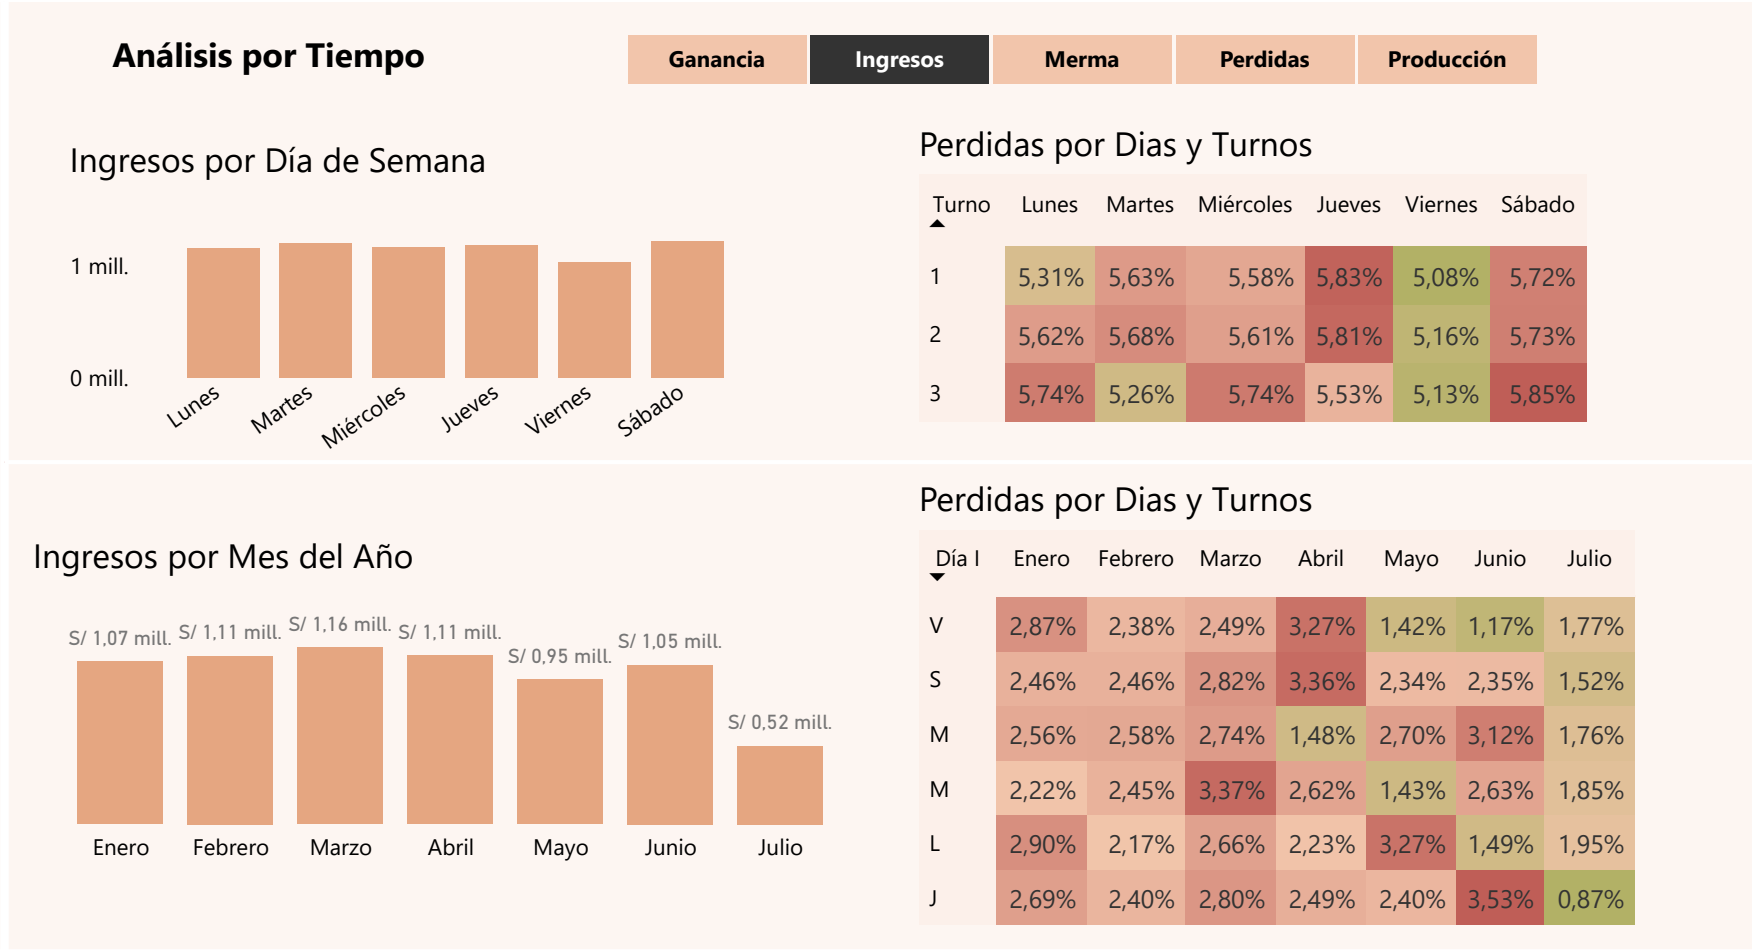 Análisis por Tiempo
Ganancia
Ingresos
Merma
Perdidas
Producción
Ingresos por Día de Semana
1 mill.
0 mill.
Lunes
Martes
Miércoles
Jueves
Viernes
Sábado
Perdidas por Dias y Turnos
Turno Lunes Martes Miércoles Jueves Viernes Sábado
1 5,31% 5,63% 5,58% 5,83% 5,08% 5,72%
2 5,62% 5,68% 5,61% 5,81% 5,16% 5,73%
3 5,74% 5,26% 5,74% 5,53% 5,13% 5,85%
Ingresos por Mes del Año
S/ 1,07 mill.
S/ 1,11 mill.
S/ 1,16 mill.
S/ 1,11 mill.
S/ 0,95 mill.
S/ 1,05 mill.
S/ 0,52 mill.
Enero
Febrero
Marzo
Abril
Mayo
Junio
Julio
Perdidas por Dias y Turnos
Día I Enero Febrero Marzo Abril Mayo Junio Julio
V 2,87% 2,38% 2,49% 3,27% 1,42% 1,17% 1,77%
S 2,46% 2,46% 2,82% 3,36% 2,34% 2,35% 1,52%
M 2,56% 2,58% 2,74% 1,48% 2,70% 3,12% 1,76%
M 2,22% 2,45% 3,37% 2,62% 1,43% 2,63% 1,85%
L 2,90% 2,17% 2,66% 2,23% 3,27% 1,49% 1,95%
J 2,69% 2,40% 2,80% 2,49% 2,40% 3,53% 0,87%